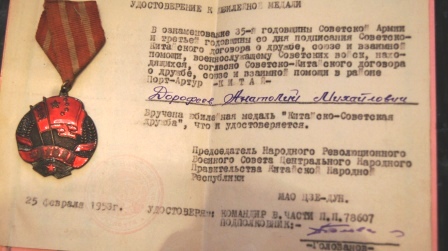 УДОСТОВЕРЕНИЕ К ЮБИЛЕЙНОЙ МЕДАЛИ
В ознаменование 35-й годовщины Советской Армии
и третьей годовщины со дня подписания Советско-
Китайского договора о дружбе, союзе и взаимной
помощи, военнослужащему Советских войск, нахо-
дящихся, согласно Советско-Китайского договора
о дружбе, союзе и взаимной помощи в районе
Порт-Артур -К И Т А Й-
Дорофеев Анатолий Михайлович
Вручена юбилейная медаль "Китайско-Советская
дружба", что и удостоверяется.
Председатель Народного Революционного
Военного Совета Центрального Народного
Правительства Китайской Народной
Республики
МАО ЦЗЕ-ДУН.
25 февраля 1953г.
УДОСТОВЕРЯЕМ: КОМАНДИР В.ЧАСТИ П.П.78607
ПОДПОЛКОВНИК:-